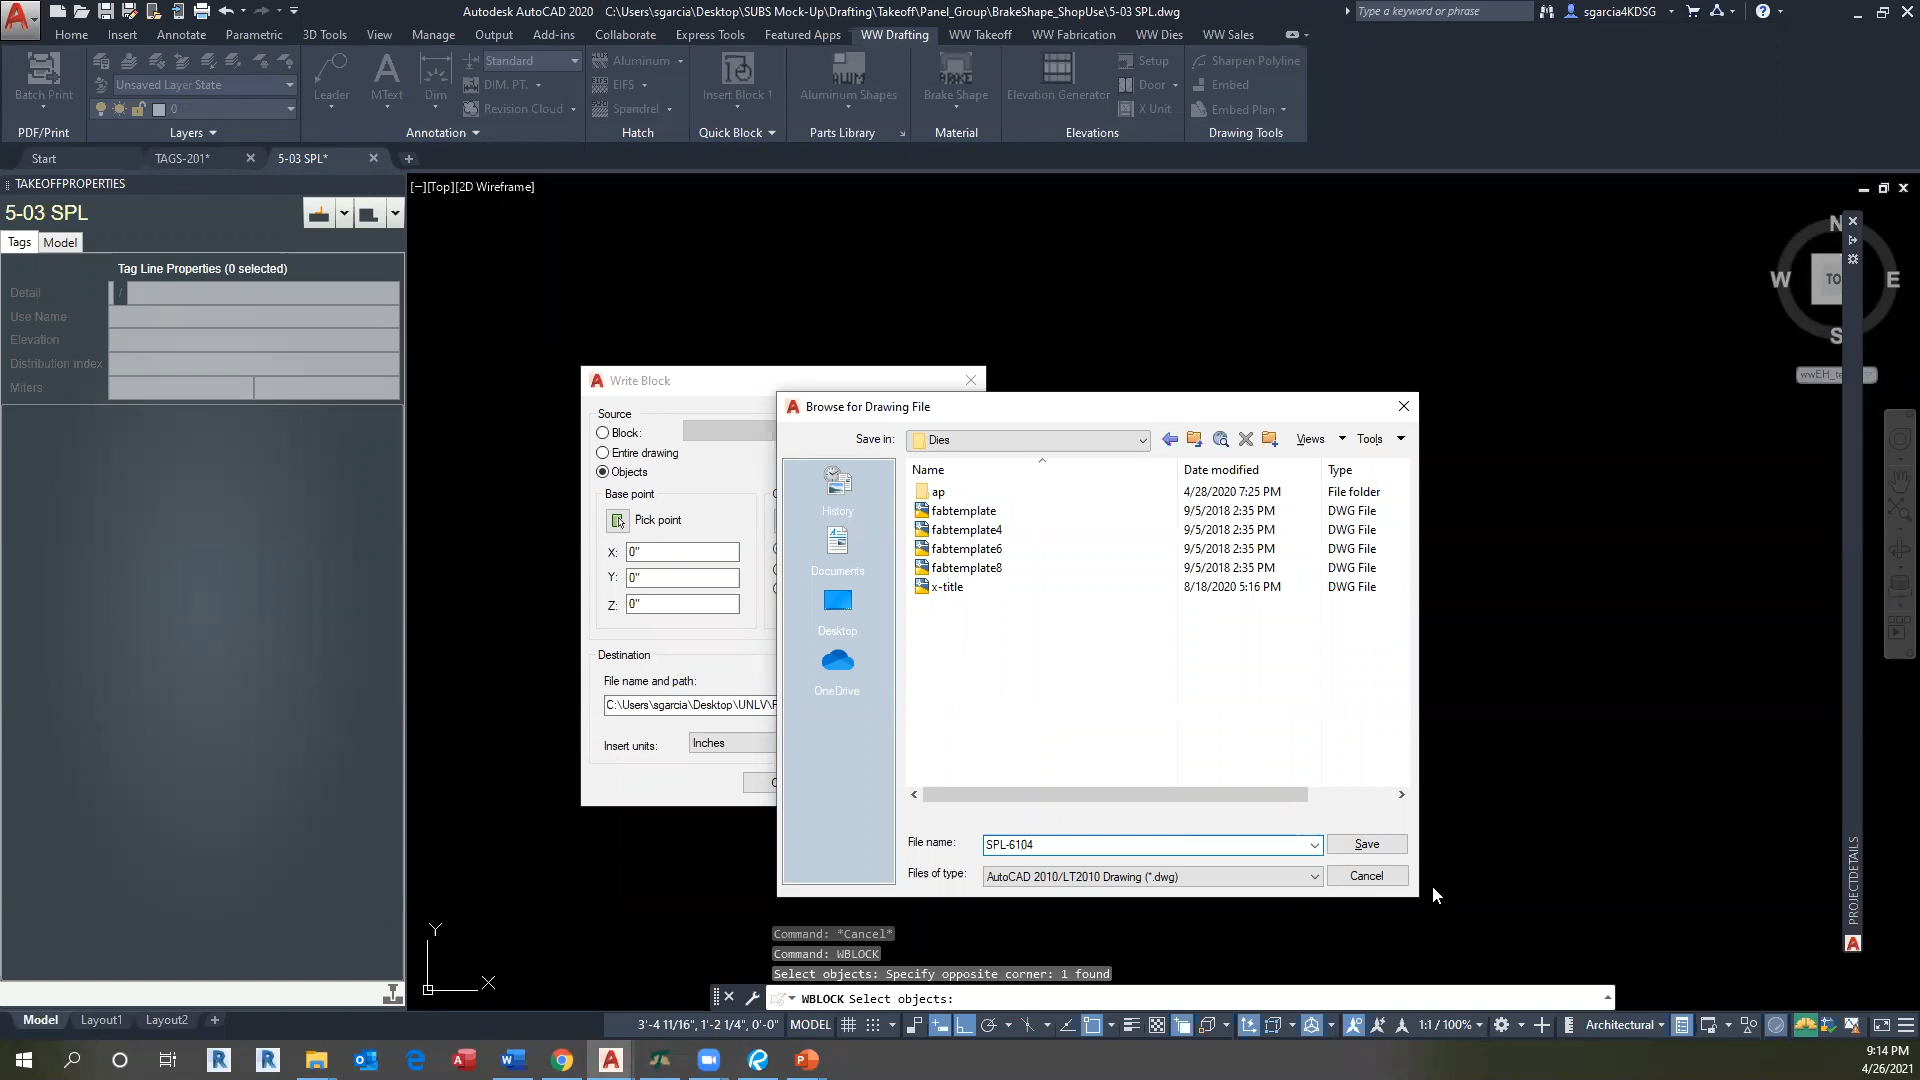 Autodesk AutoCAD 2020 C:\Users\sgarcia\Desktop\SUBS Mock-Up\Drafting\Takeoff\Panel_Group\BrakeShape_ShopUse\5-03 SPL.dwg
Type a keyword or phrase
sgarcia4KDSG
Home Insert Annotate Parametric 3D Tools View Manage Output Add-ins Collaborate Express Tools Featured Apps WW Drafting WW Takeoff WW Fabrication WW Dies WW Sales
Batch Print
Unsaved Layer State
0
Leader
MText
Dim
Standard
DIM. PT.
Revision Cloud
Aluminum
EIFS
Spandrel
Insert Block 1
Aluminum Shapes
Brake Shape
Elevation Generator
Setup
Door
X Unit
Sharpen Polyline
Embed
Embed Plan
PDF/Print Layers Annotation Hatch Quick Block Parts Library Material Elevations Drawing Tools
Start TAGS-201* 5-03 SPL*
TAKEOFFPROPERTIES
5-03 SPL
Tags Model
Tag Line Properties (0 selected)
Detail /
Use Name
Elevation
Distribution index
Miters
[−][Top][2D Wireframe]
N
W TO E
S
wwEH_te
PROJECTDETAILS
Write Block
Source
Block:
Entire drawing
Objects
Base point
Pick point
X: 0"
Y: 0"
Z: 0"
Destination
File name and path:
C:\Users\sgarcia\Desktop\UNLV\F
Insert units: Inches
Browse for Drawing File
Save in: Dies
Views Tools
History
Documents
Desktop
OneDrive
Name Date modified Type
ap 4/28/2020 7:25 PM File folder
fabtemplate 9/5/2018 2:35 PM DWG File
fabtemplate4 9/5/2018 2:35 PM DWG File
fabtemplate6 9/5/2018 2:35 PM DWG File
fabtemplate8 9/5/2018 2:35 PM DWG File
x-title 8/18/2020 5:16 PM DWG File
File name: SPL-6104 Save
Files of type: AutoCAD 2010/LT2010 Drawing (*.dwg) Cancel
Y
X
Command: *Cancel*
Command: WBLOCK
Select objects: Specify opposite corner: 1 found
WBLOCK Select objects:
Model Layout1 Layout2
3'-4 11/16", 1'-2 1/4", 0'-0" MODEL
1:1 / 100%
Architectural
9:14 PM
4/26/2021